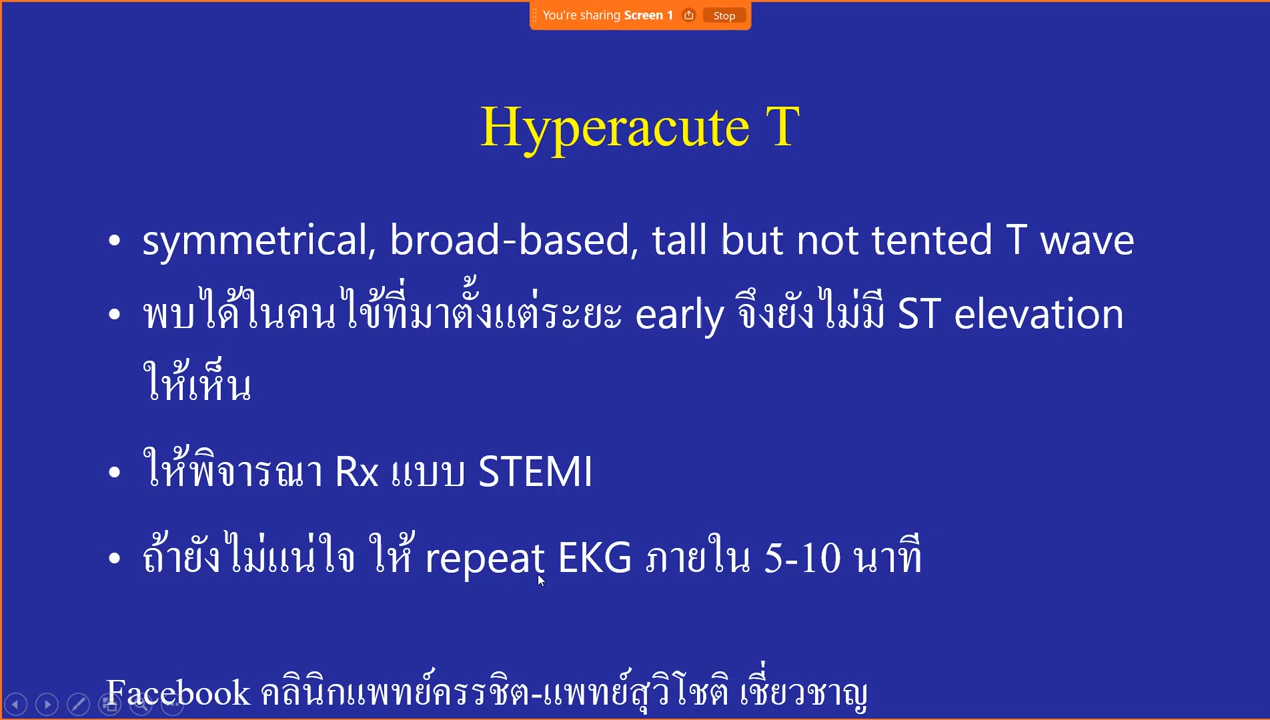 You're sharing Screen 1 Stop
Hyperacute T
• symmetrical, broad-based, tall but not tented T wave
• พบได้ในคนไข้ที่มาตั้งแต่ระยะ early จึงยังไม่มี ST elevation
ให้เห็น
• ให้พิจารณา Rx แบบ STEMI
• ถ้ายังไม่แน่ใจ ให้ repeat EKG ภายใน 5-10 นาที
Facebook คลินิกแพทย์ครรชิต-แพทย์สุวิโชติ เชี่ยวชาญ